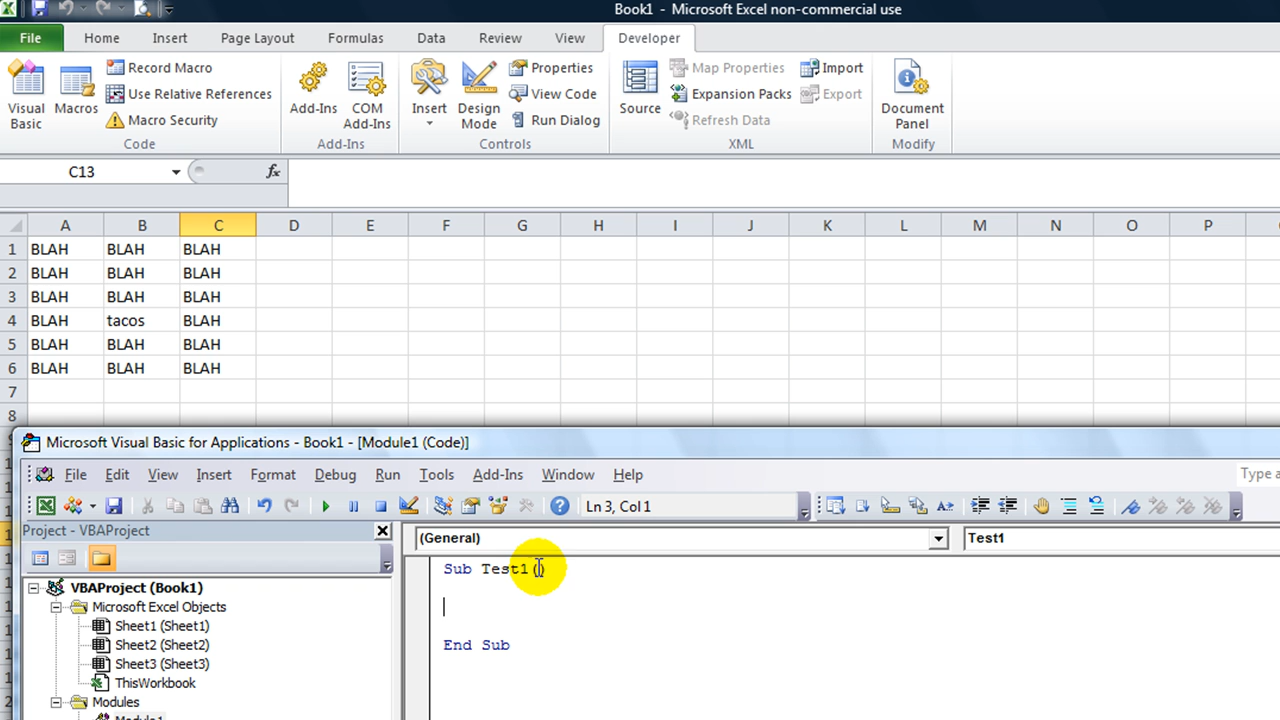 Book1 - Microsoft Excel non-commercial use
File Home Insert Page Layout Formulas Data Review View Developer
Visual Basic
Macros
Record Macro
Use Relative References
Macro Security
Code
Add-Ins
COM Add-Ins
Add-Ins
Insert
Design Mode
Properties
View Code
Run Dialog
Controls
Source
Map Properties
Expansion Packs
Refresh Data
Import
Export
XML
Document Panel
Modify
C13 fx
A B C D E F G H I J K L M N O P
1 BLAH BLAH BLAH
2 BLAH BLAH BLAH
3 BLAH BLAH BLAH
4 BLAH tacos BLAH
5 BLAH BLAH BLAH
6 BLAH BLAH BLAH
7
8
Microsoft Visual Basic for Applications - Book1 - [Module1 (Code)]
File Edit View Insert Format Debug Run Tools Add-Ins Window Help
Type a
Ln 3, Col 1
Project - VBAProject
VBAProject (Book1)
Microsoft Excel Objects
Sheet1 (Sheet1)
Sheet2 (Sheet2)
Sheet3 (Sheet3)
ThisWorkbook
Modules
Module1
(General) Test1
Sub Test1()
End Sub